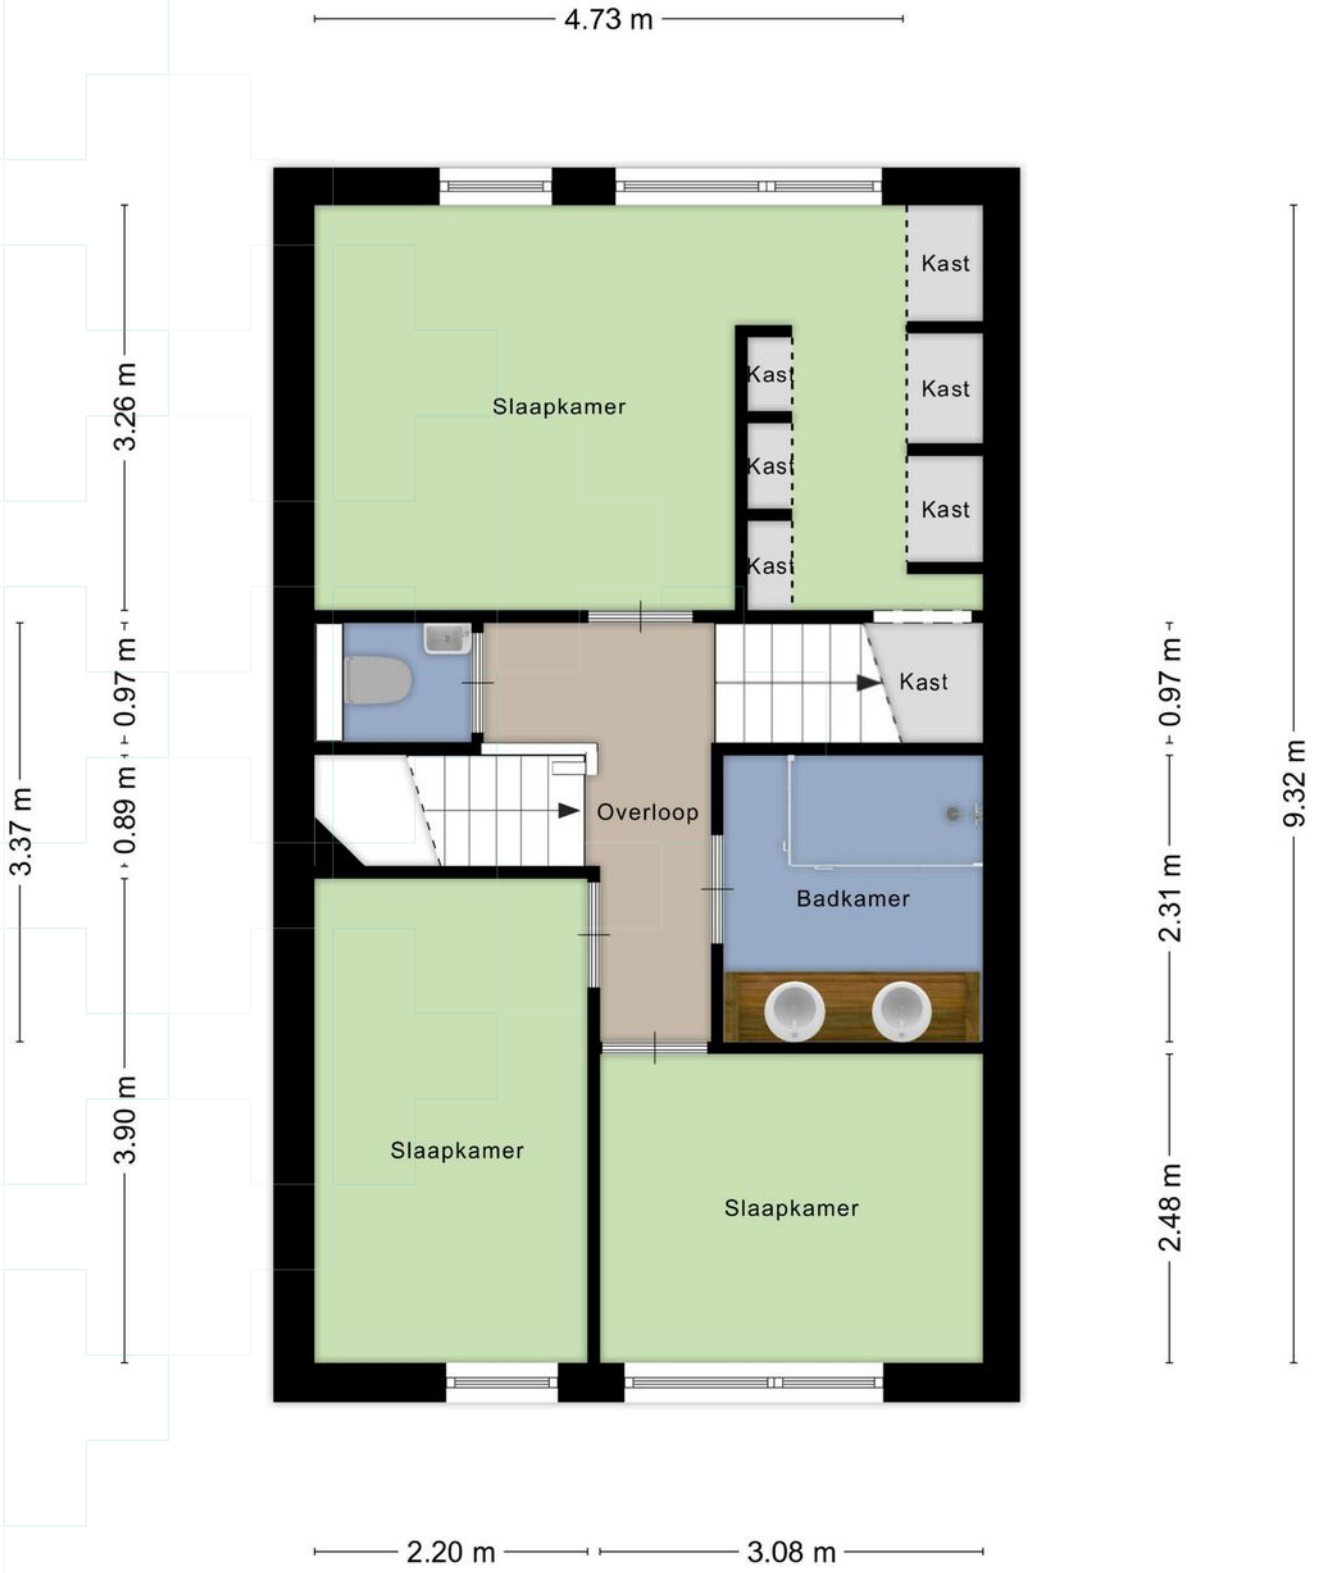 4.73 m
Kast
3.26 m
Kast
Kast
Slaapkamer
Kast
Kast
Kast
0.97 m
Kast
0.97 m
3.37 m
0.89 m
Overloop
9.32 m
Badkamer
2.31 m
3.90 m
Slaapkamer
Slaapkamer
2.48 m
2.20 m
3.08 m